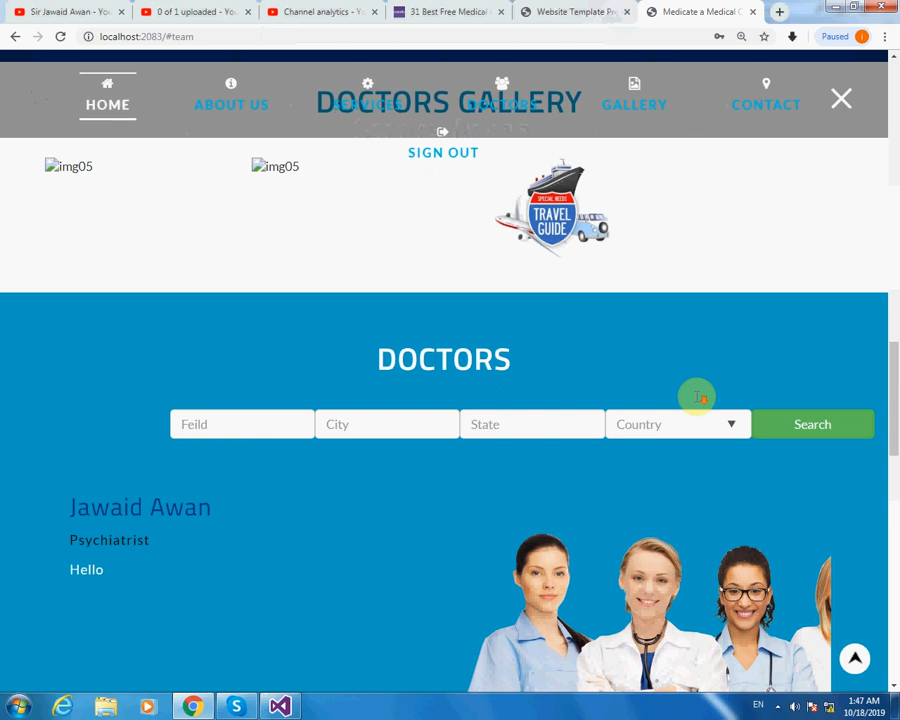 Sir Jawaid Awan - You
0 of 1 uploaded - You
Channel analytics - Yo
31 Best Free Medical
Website Template Pr
Medicate a Medical
localhost:2083/#team
Paused
HOME
ABOUT US
SERVICES
DOCTORS
GALLERY
CONTACT
DOCTORS GALLERY
SIGN OUT
img05
img05
SPECIAL NEEDS
TRAVEL
GUIDE
DOCTORS
Feild
City
State
Country
Search
Jawaid Awan
Psychiatrist
Hello
EN
1:47 AM
10/18/2019